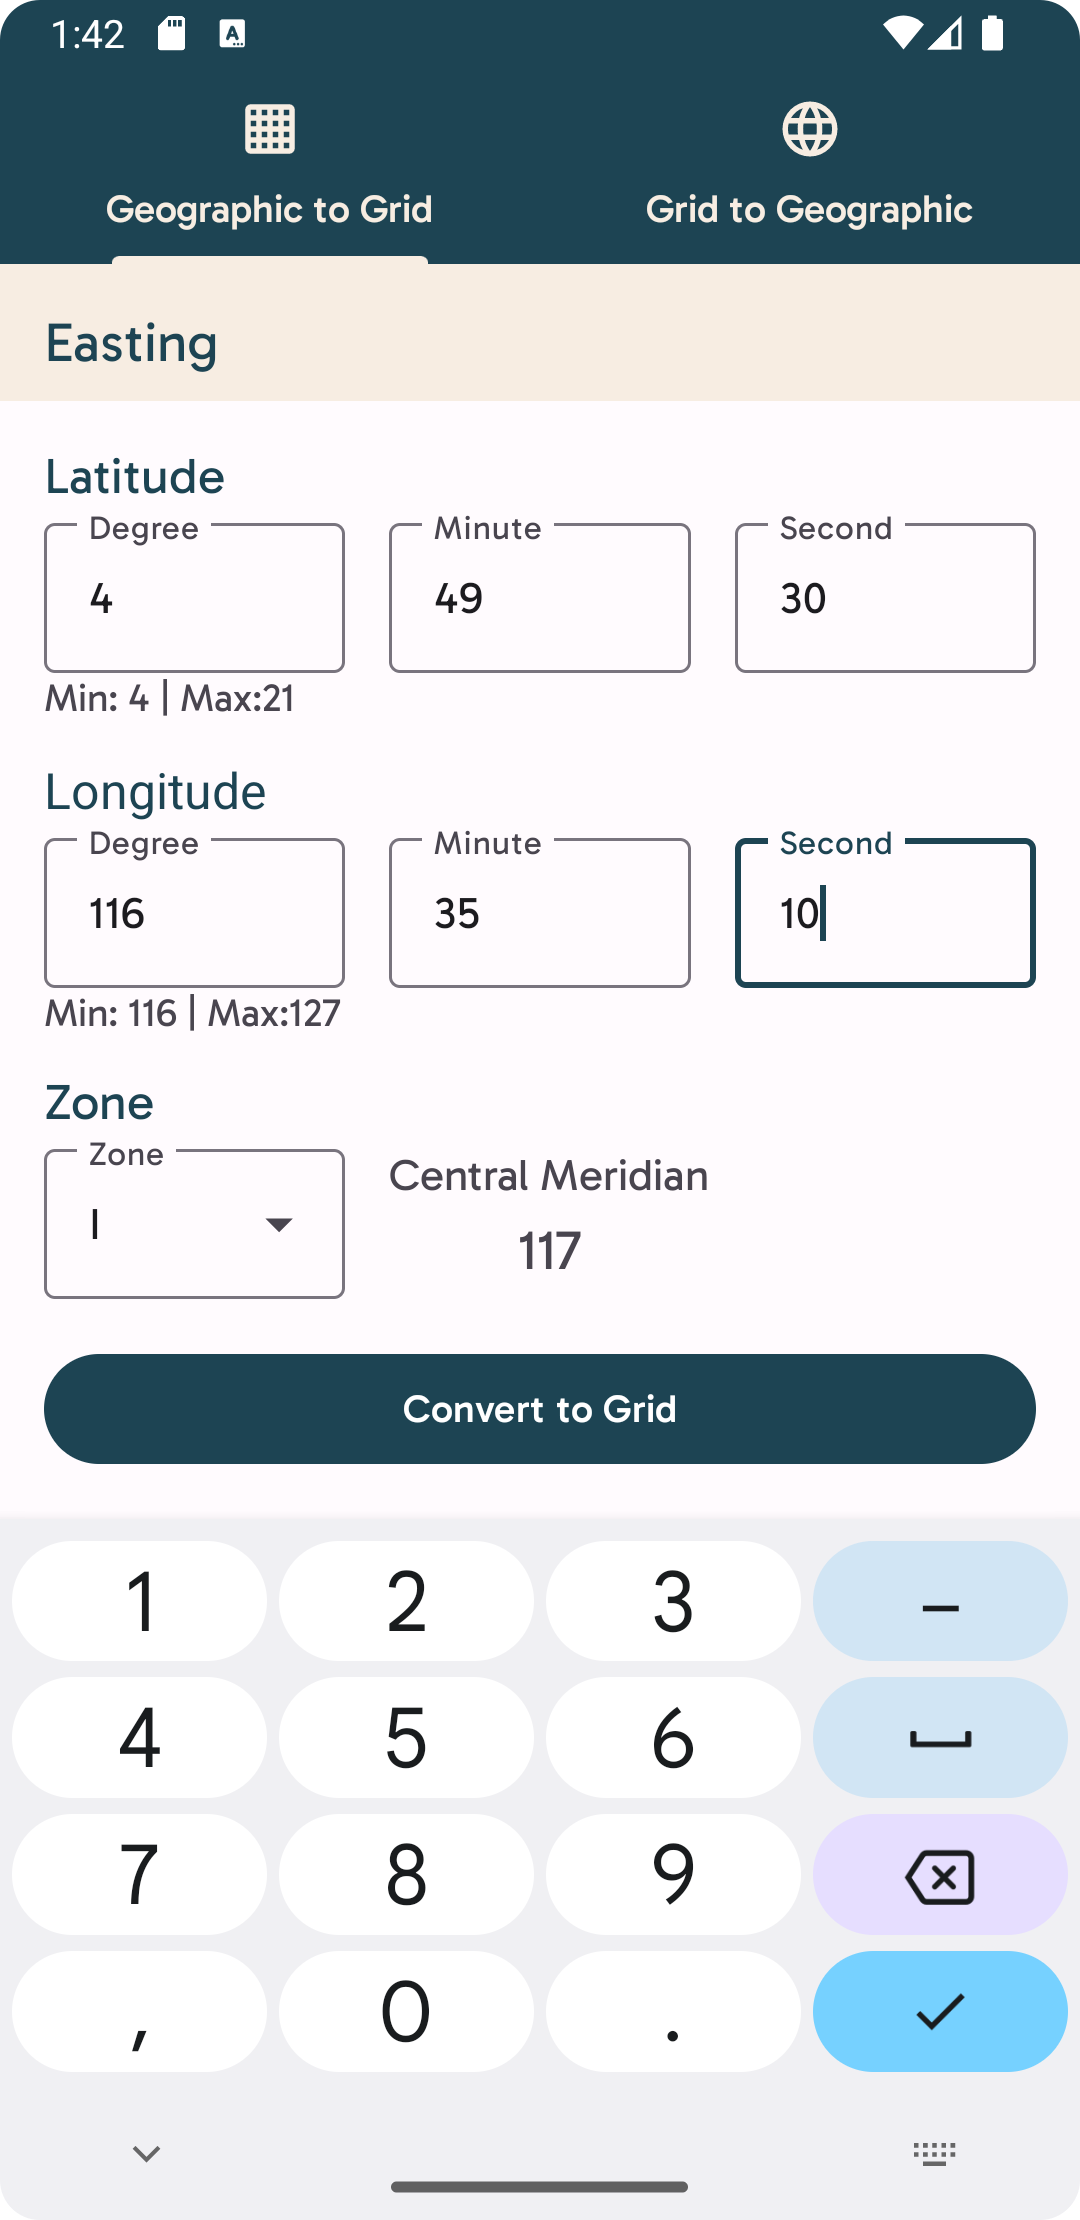 1:42
Geographic to Grid
Grid to Geographic
Easting
Latitude
Degree
Minute
Second
4
49
30
Min: 4 | Max:21
Longitude
Degree
Minute
Second
116
35
10
Min: 116 | Max:127
Zone
Zone
I
Central Meridian
117
Convert to Grid
1 2 3 –
4 5 6
7 8 9
, 0 .